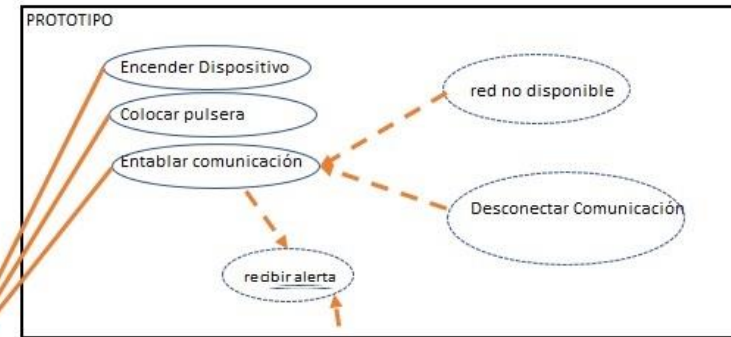 PROTOTIPO
Encender Dispositivo
red no disponible
Colocar pulsera
Entablar comunicación
Desconectar Comunicación
recibir alerta